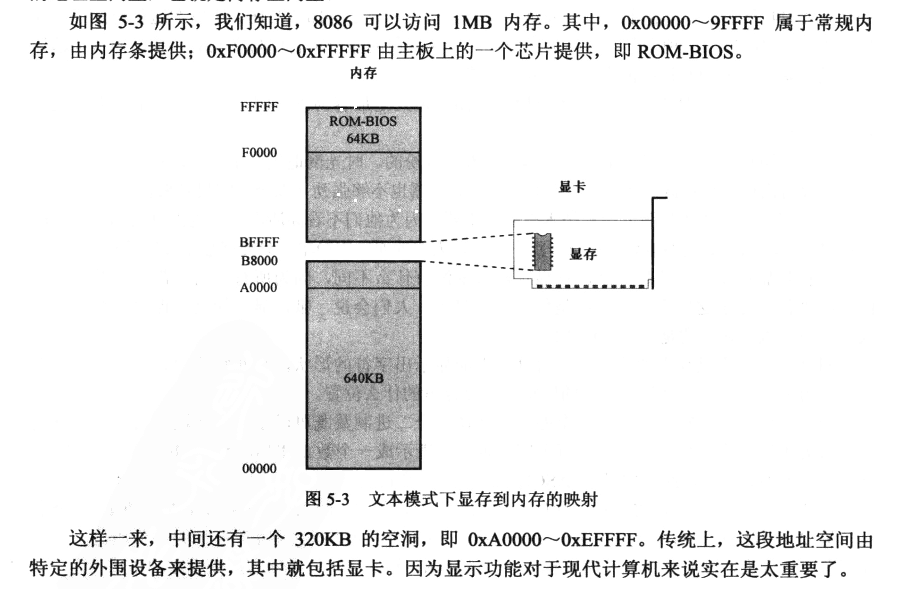 如图 5-3 所示，我们知道，8086 可以访问 1MB 内存。其中，0x00000～9FFFF 属于常规内
存，由内存条提供；0xF0000～0xFFFFF 由主板上的一个芯片提供，即 ROM-BIOS。
内存
FFFFF
ROM-BIOS
64KB
F0000
显卡
BFFFF
显存
B8000
A0000
640KB
00000
图 5-3 文本模式下显存到内存的映射
这样一来，中间还有一个 320KB 的空洞，即 0xA0000～0xEFFFF。传统上，这段地址空间由
特定的外围设备来提供，其中就包括显卡。因为显示功能对于现代计算机来说实在是太重要了。